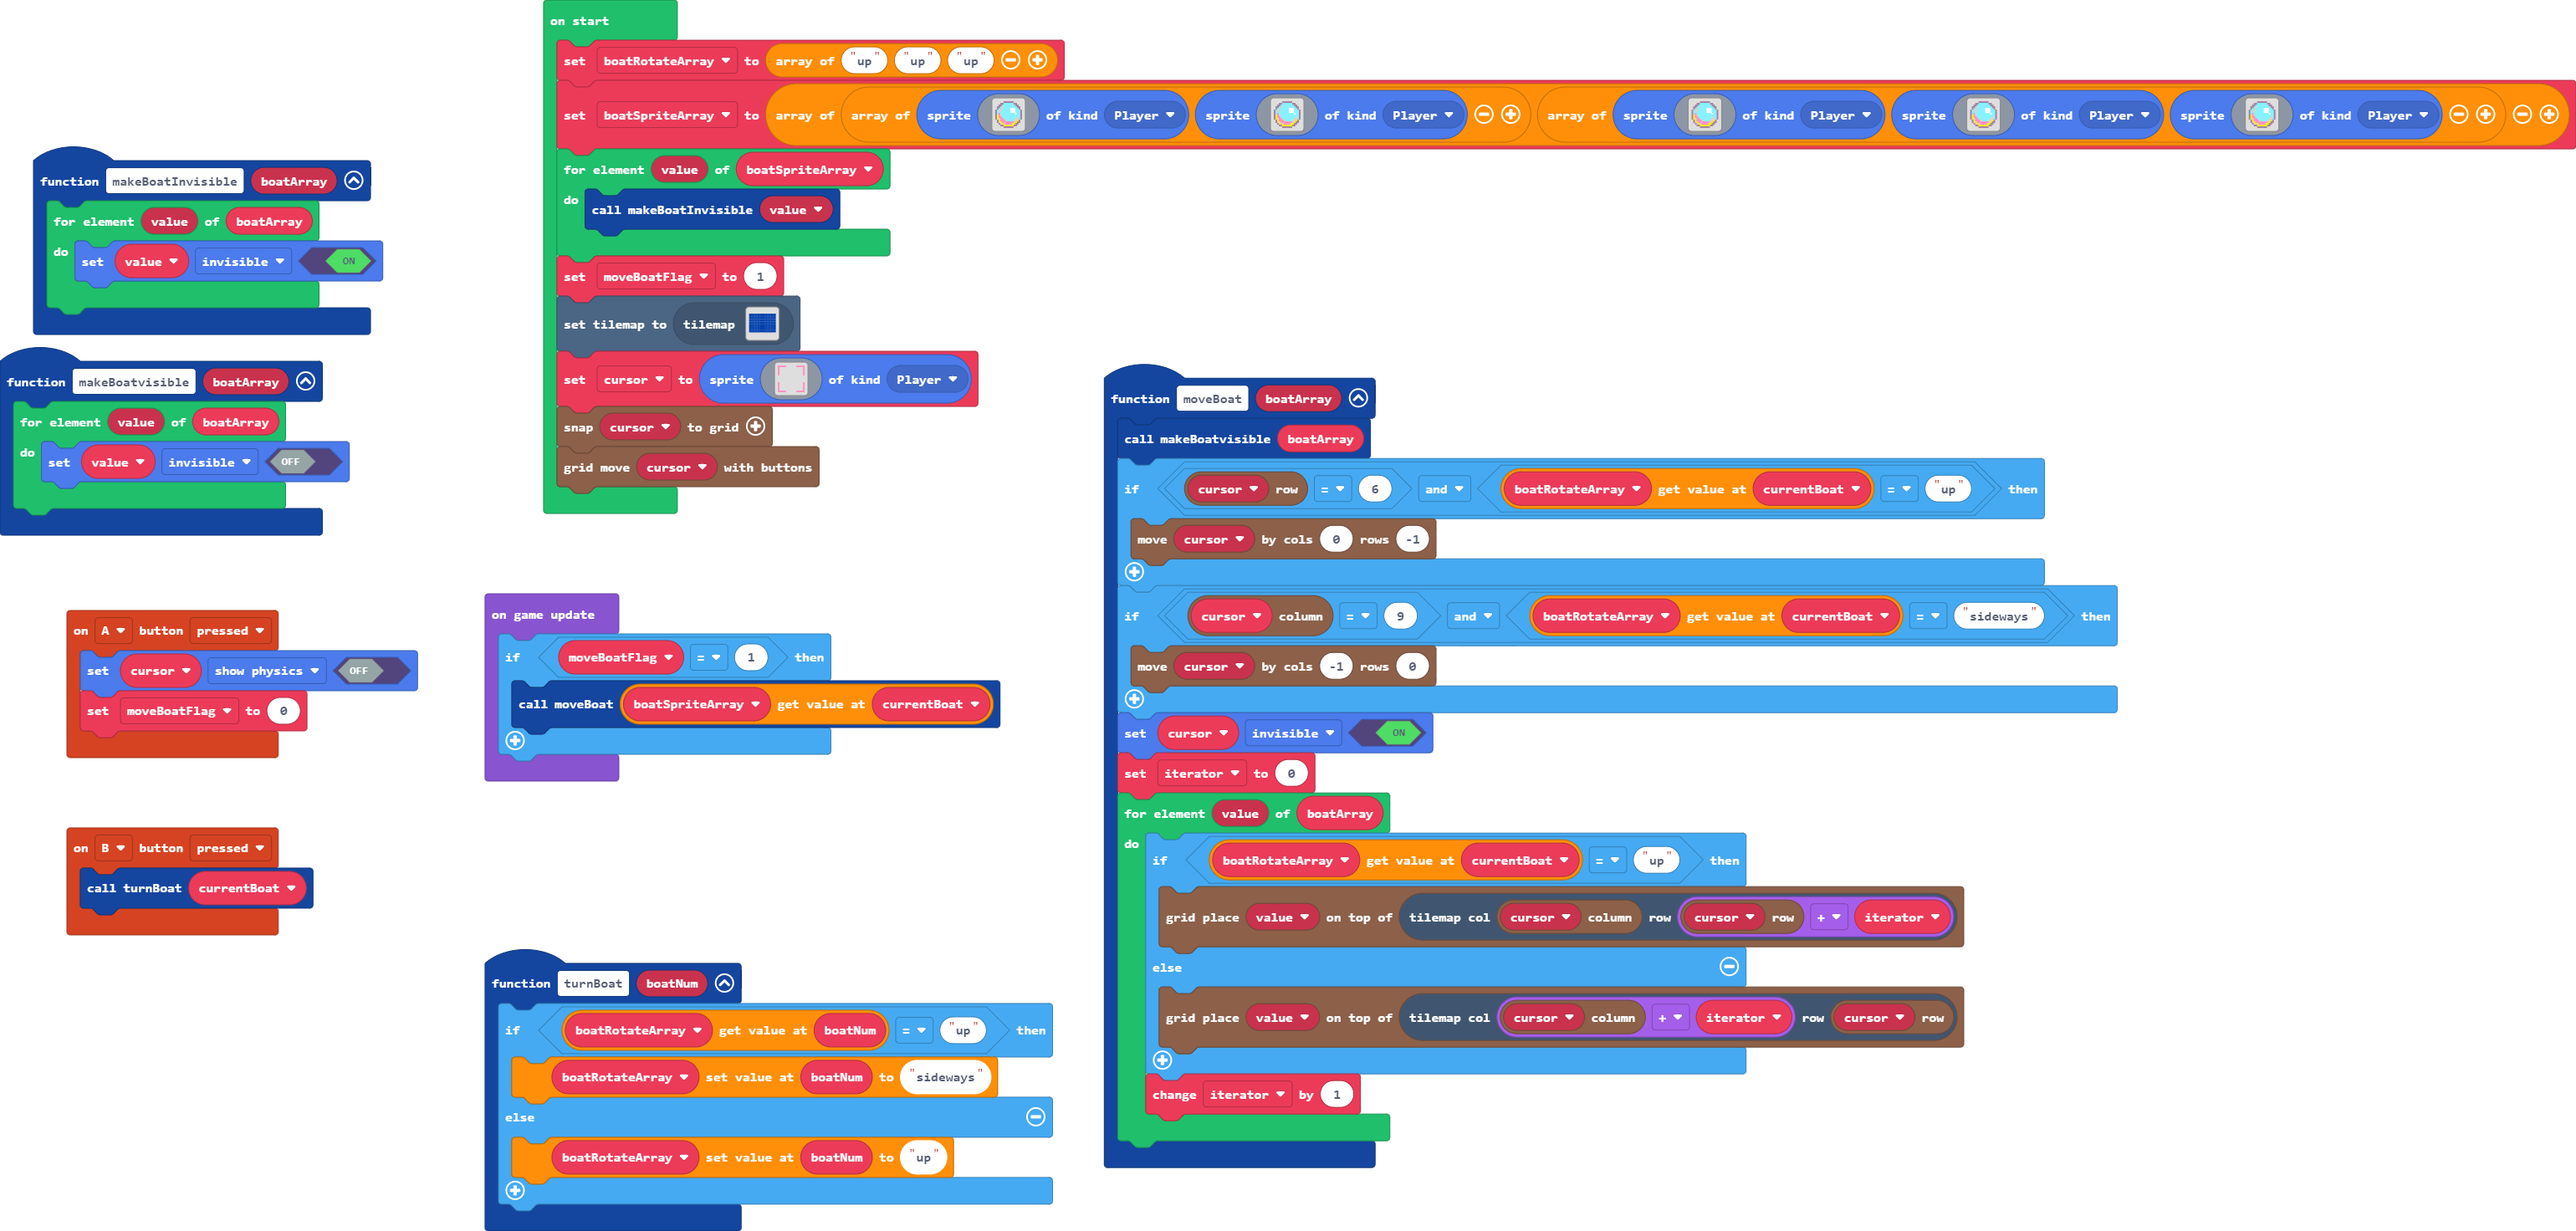 on start
set boatRotateArray to array of "up" "up" "up"
set boatSpriteArray to array of array of sprite of kind Player sprite of kind Player array of sprite of kind Player sprite of kind Player sprite of kind Player
for element value of boatSpriteArray
do
call makeBoatInvisible value
set moveBoatFlag to 1
set tilemap to tilemap
set cursor to sprite of kind Player
snap cursor to grid
grid move cursor with buttons
function makeBoatInvisible boatArray
for element value of boatArray
do
set value invisible ON
function makeBoatvisible boatArray
for element value of boatArray
do
set value invisible OFF
on A button pressed
set cursor show physics OFF
set moveBoatFlag to 0
on B button pressed
call turnBoat currentBoat
on game update
if moveBoatFlag = 1 then
call moveBoat boatSpriteArray get value at currentBoat
function turnBoat boatNum
if boatRotateArray get value at boatNum = "up" then
boatRotateArray set value at boatNum to "sideways"
else
boatRotateArray set value at boatNum to "up"
function moveBoat boatArray
call makeBoatvisible boatArray
if cursor row = 6 and boatRotateArray get value at currentBoat = "up" then
move cursor by cols 0 rows -1
if cursor column = 9 and boatRotateArray get value at currentBoat = "sideways" then
move cursor by cols -1 rows 0
set cursor invisible ON
set iterator to 0
for element value of boatArray
do
if boatRotateArray get value at currentBoat = "up" then
grid place value on top of tilemap col cursor column row cursor row + iterator
else
grid place value on top of tilemap col cursor column + iterator row cursor row
change iterator by 1